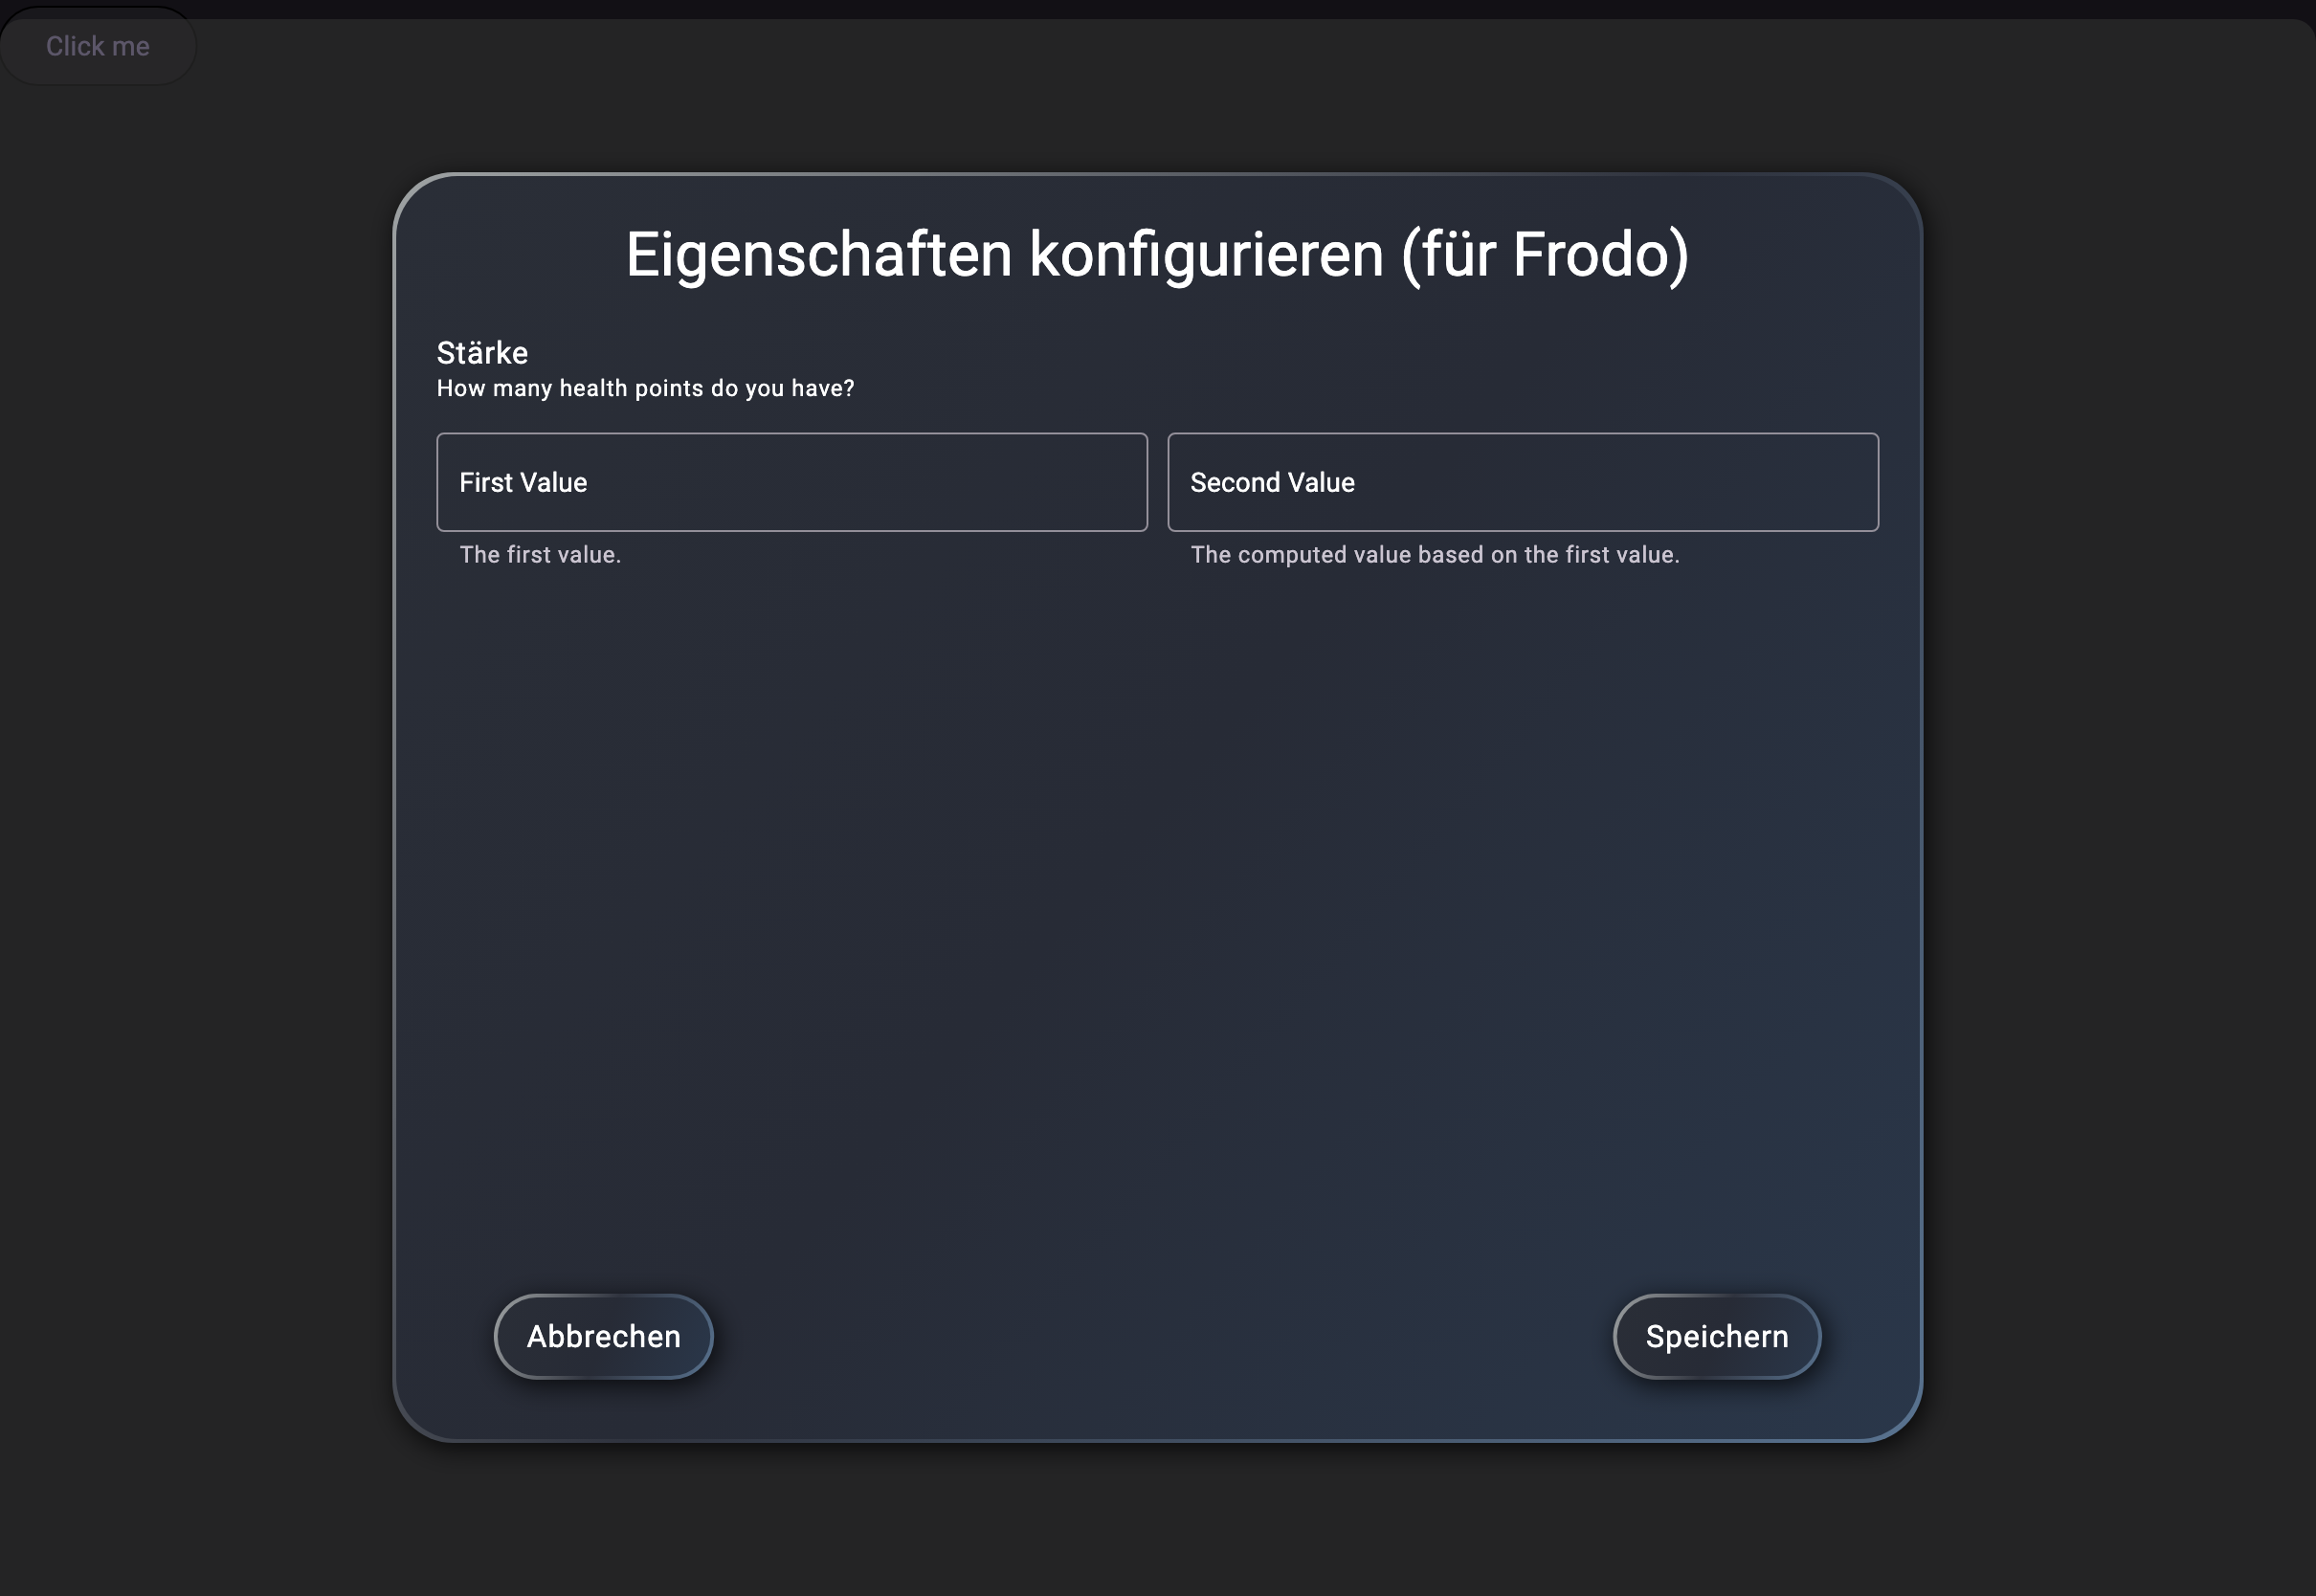 Click me
Eigenschaften konfigurieren (für Frodo)
Stärke
How many health points do you have?
First Value
Second Value
The first value.
The computed value based on the first value.
Abbrechen
Speichern